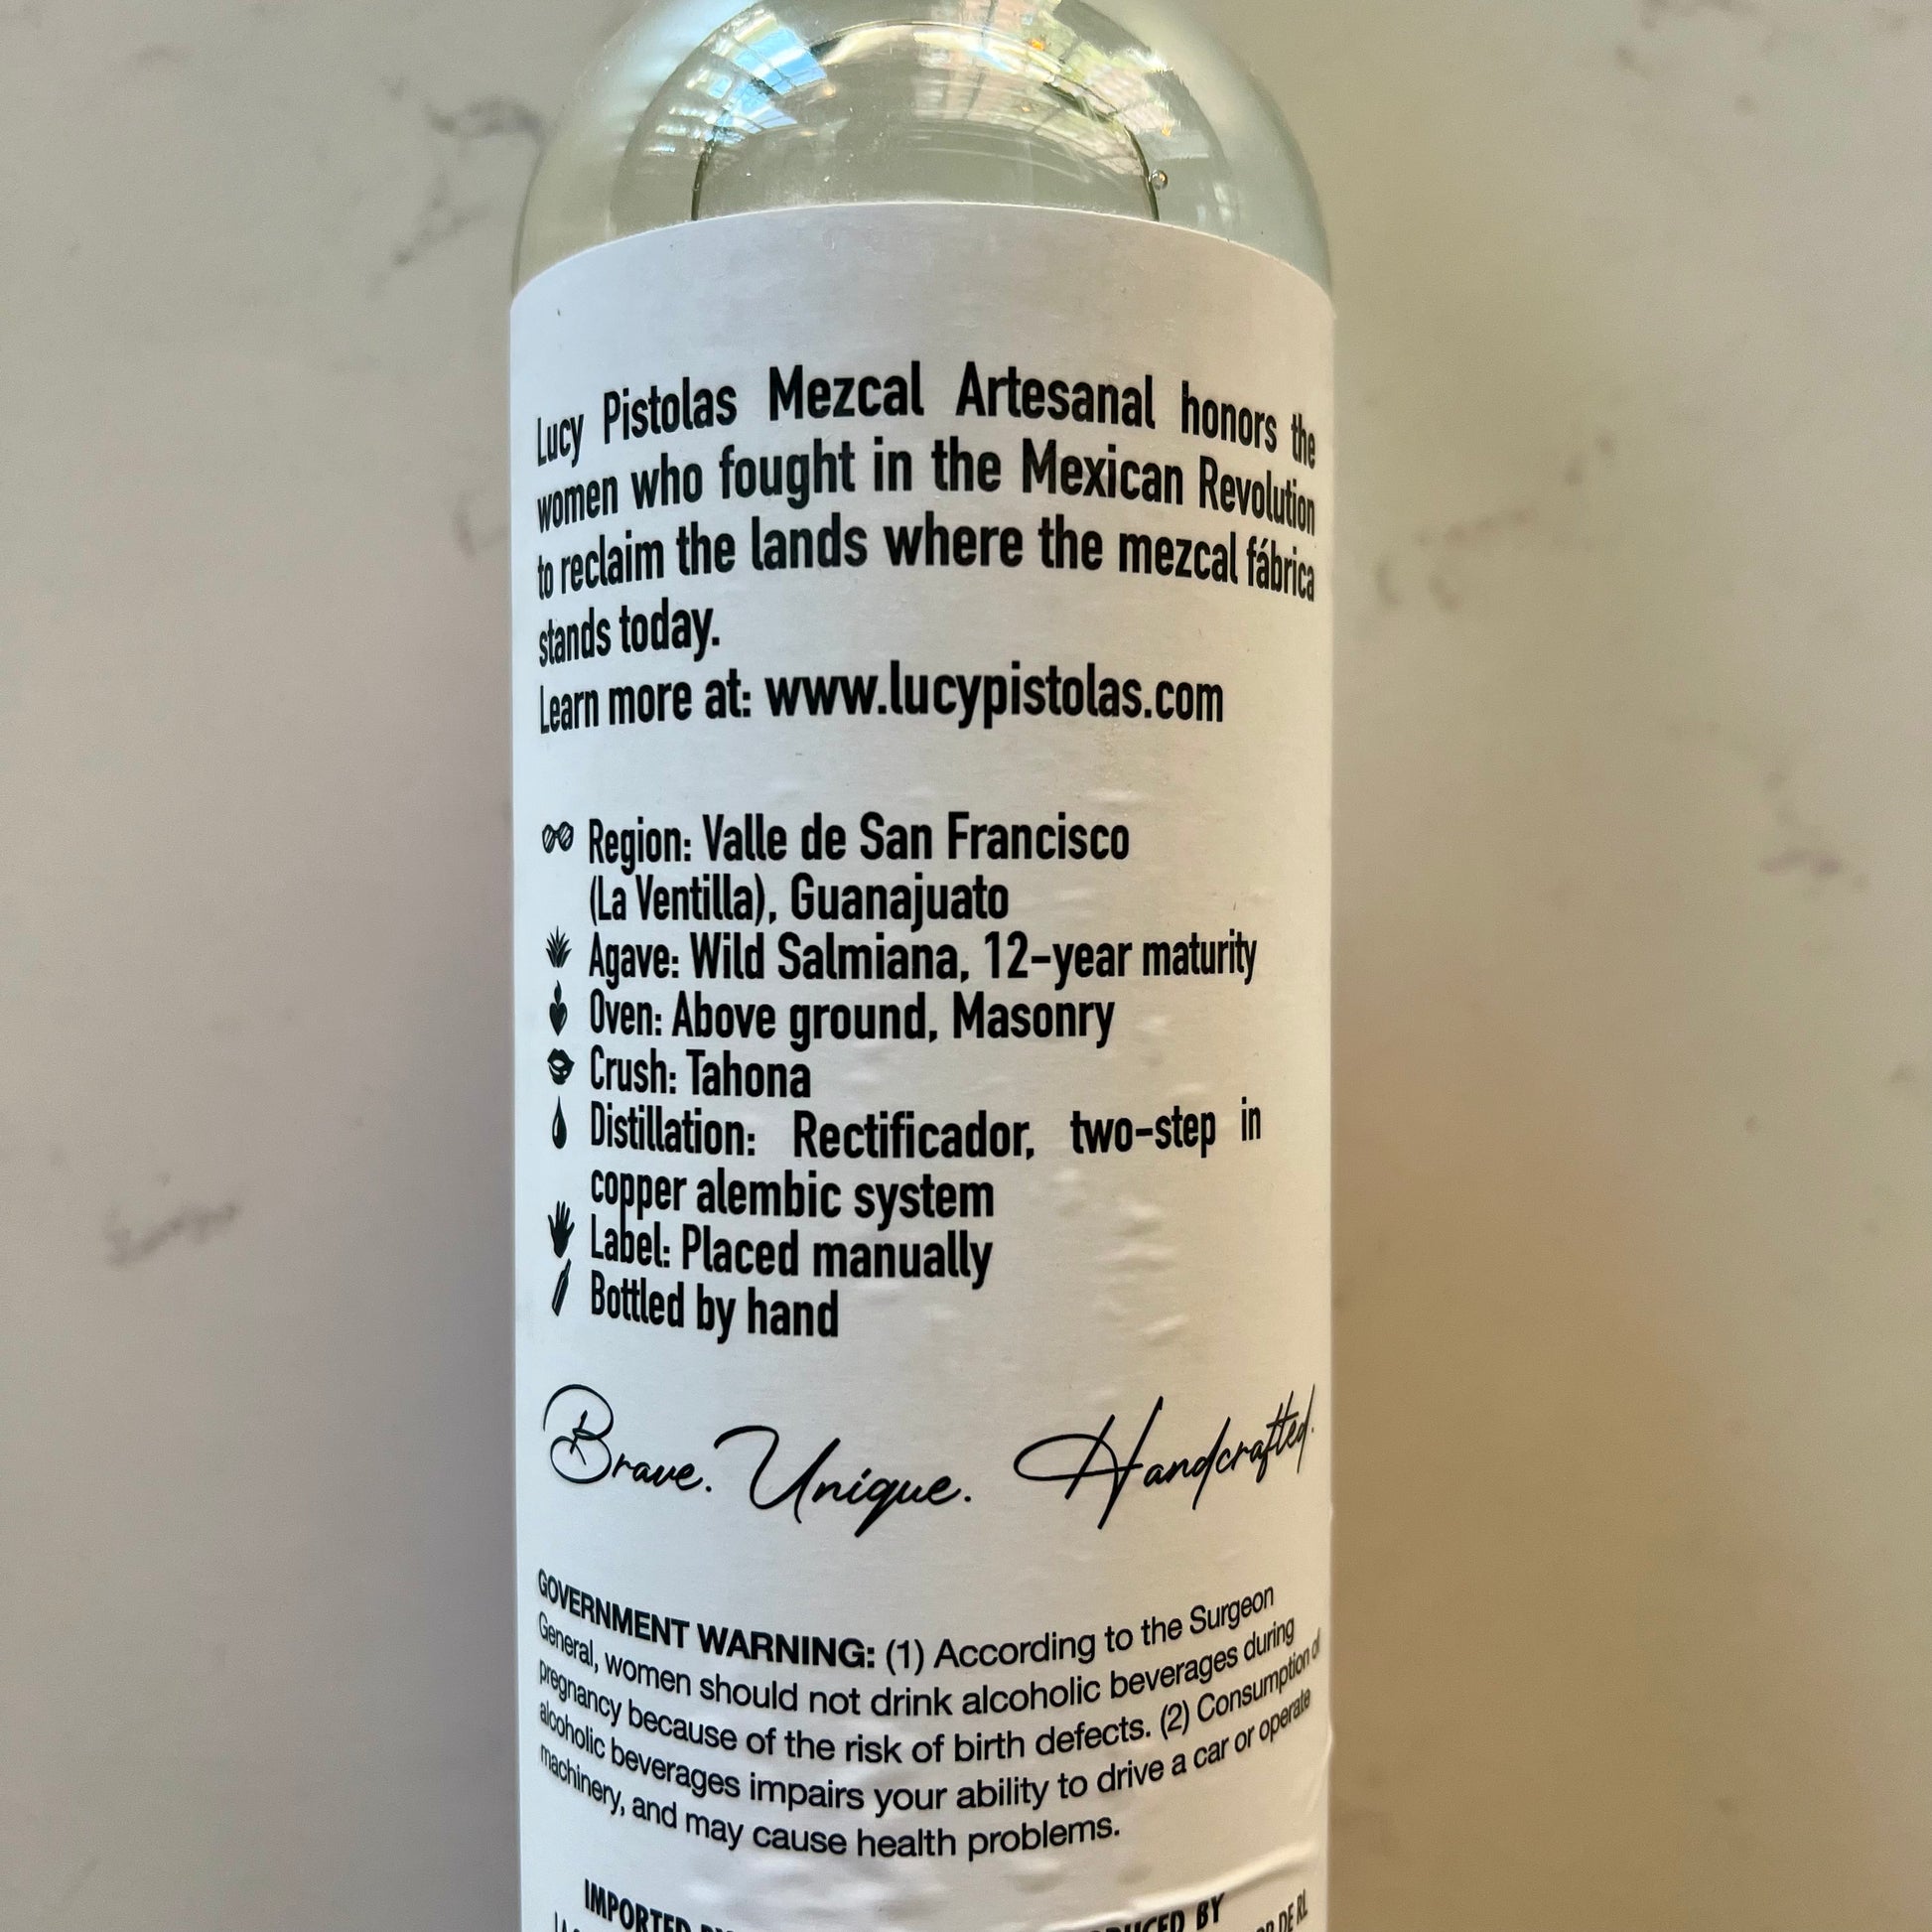 Lucy Pistolas Mezcal Artesanal honors the
women who fought in the Mexican Revolution
to reclaim the lands where the mezcal fábrica
stands today.
Learn more at: www.lucypistolas.com
Region: Valle de San Francisco
(La Ventilla), Guanajuato
Agave: Wild Salmiana, 12-year maturity
Oven: Above ground, Masonry
Crush: Tahona
Distillation: Rectificador, two-step in
copper alembic system
Label: Placed manually
Bottled by hand
Brave. Unique. Handcrafted.
GOVERNMENT WARNING: (1) According to the Surgeon
General, women should not drink alcoholic beverages during
pregnancy because of the risk of birth defects. (2) Consumption of
alcoholic beverages impairs your ability to drive a car or operate
machinery, and may cause health problems.
IMPORTED BY
DE RL